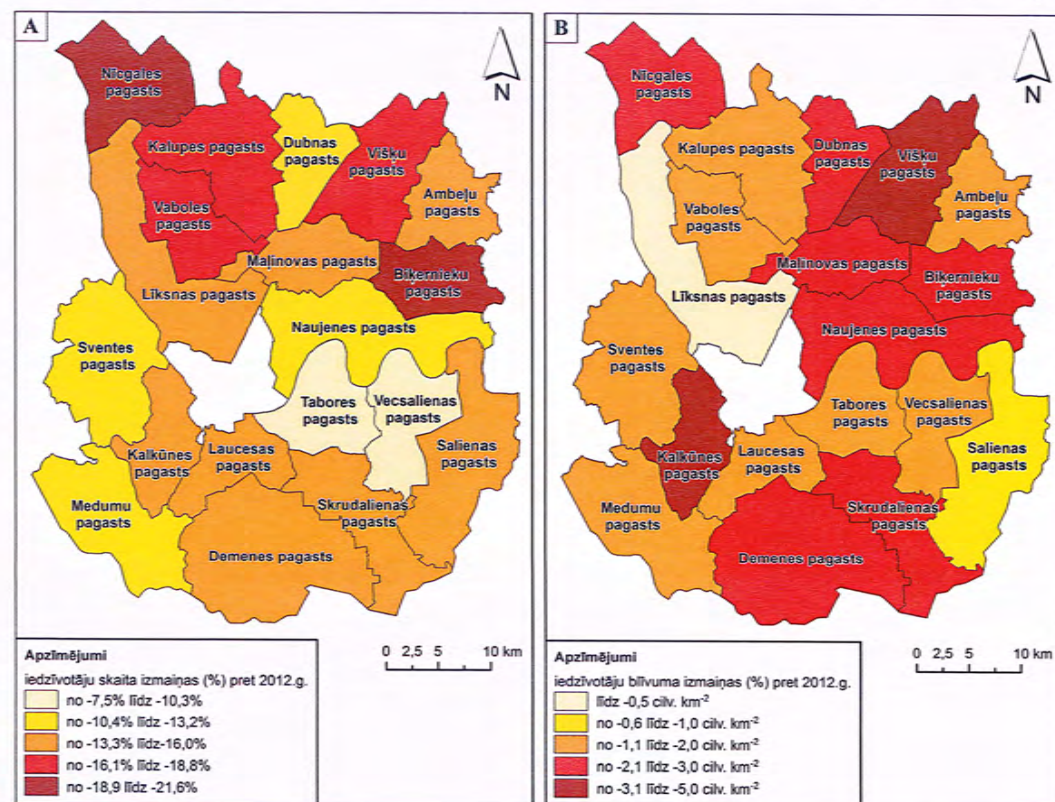 A
N
Nīcgales
pagasts
Kalupes pagasts
Dubnas
pagasts
Višķu
pagasts
Ambeļu
pagasts
Vaboles
pagasts
Maļinovas pagasts
Biķernieku
pagasts
Līksnas pagasts
Naujenes pagasts
Sventes
pagasts
Tabores
pagasts
Vecsalienas
pagasts
Kalkūnes
pagasts
Laucesas
pagasts
Salienas
pagasts
Medumu
pagasts
Skrudalienas
pagasts
Demenes pagasts
0 2,5 5 10 km
Apzīmējumi
iedzīvotāju skaita izmaiņas (%) pret 2012.g.
no -7,5% līdz -10,3%
no -10,4% līdz -13,2%
no -13,3% līdz-16,0%
no -16,1% līdz -18,8%
no -18,9 līdz -21,6%
B
N
Nīcgales
pagasts
Kalupes pagasts
Dubnas
pagasts
Višķu
pagasts
Ambeļu
pagasts
Vaboles
pagasts
Maļinovas pagasts
Biķernieku
pagasts
Līksnas pagasts
Naujenes pagasts
Sventes
pagasts
Tabores
pagasts
Vecsalienas
pagasts
Kalkūnes
pagasts
Laucesas
pagasts
Salienas
pagasts
Medumu
pagasts
Skrudalienas
pagasts
Demenes pagasts
0 2,5 5 10 km
Apzīmējumi
iedzīvotāju blīvuma izmaiņas (%) pret 2012.g.
līdz -0,5 cilv. km⁻²
no -0,6 līdz -1,0 cilv. km⁻²
no -1,1 līdz -2,0 cilv. km⁻²
no -2,1 līdz -3,0 cilv. km⁻²
no -3,1 līdz -5,0 cilv. km⁻²